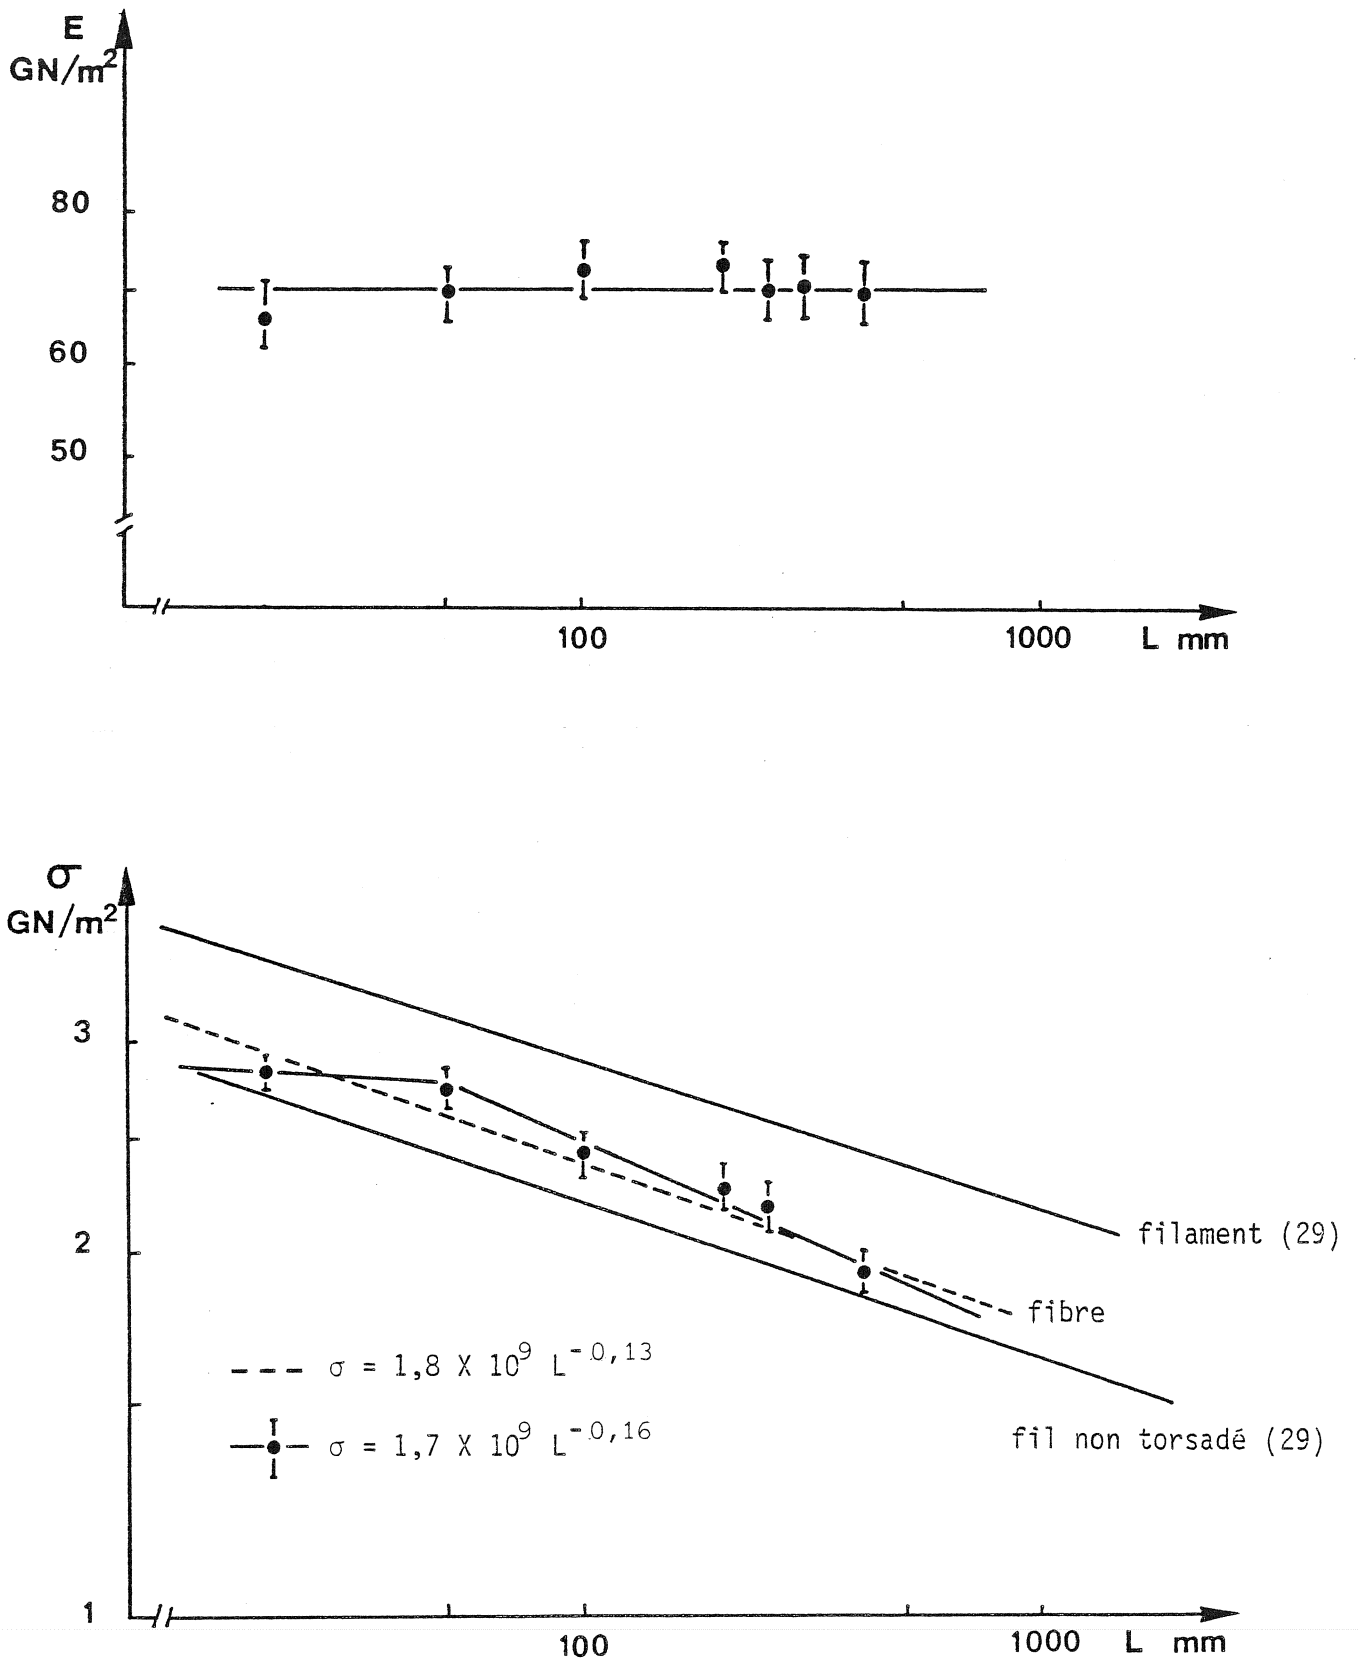 E
GN/m²
80
60
50
100 1000 L mm
σ
GN/m²
3
2
filament (29)
fibre
σ = 1,8 X 10⁹ L⁻⁰,¹³
σ = 1,7 X 10⁹ L⁻⁰,¹⁶
fil non torsadé (29)
1
100 1000 L mm